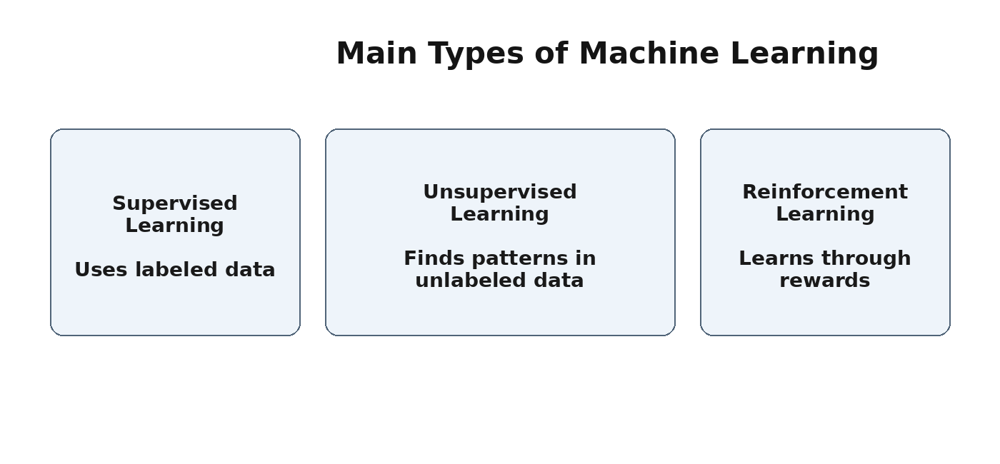 Main Types of Machine Learning
Supervised
Learning
Uses labeled data
Unsupervised
Learning
Finds patterns in
unlabeled data
Reinforcement
Learning
Learns through
rewards